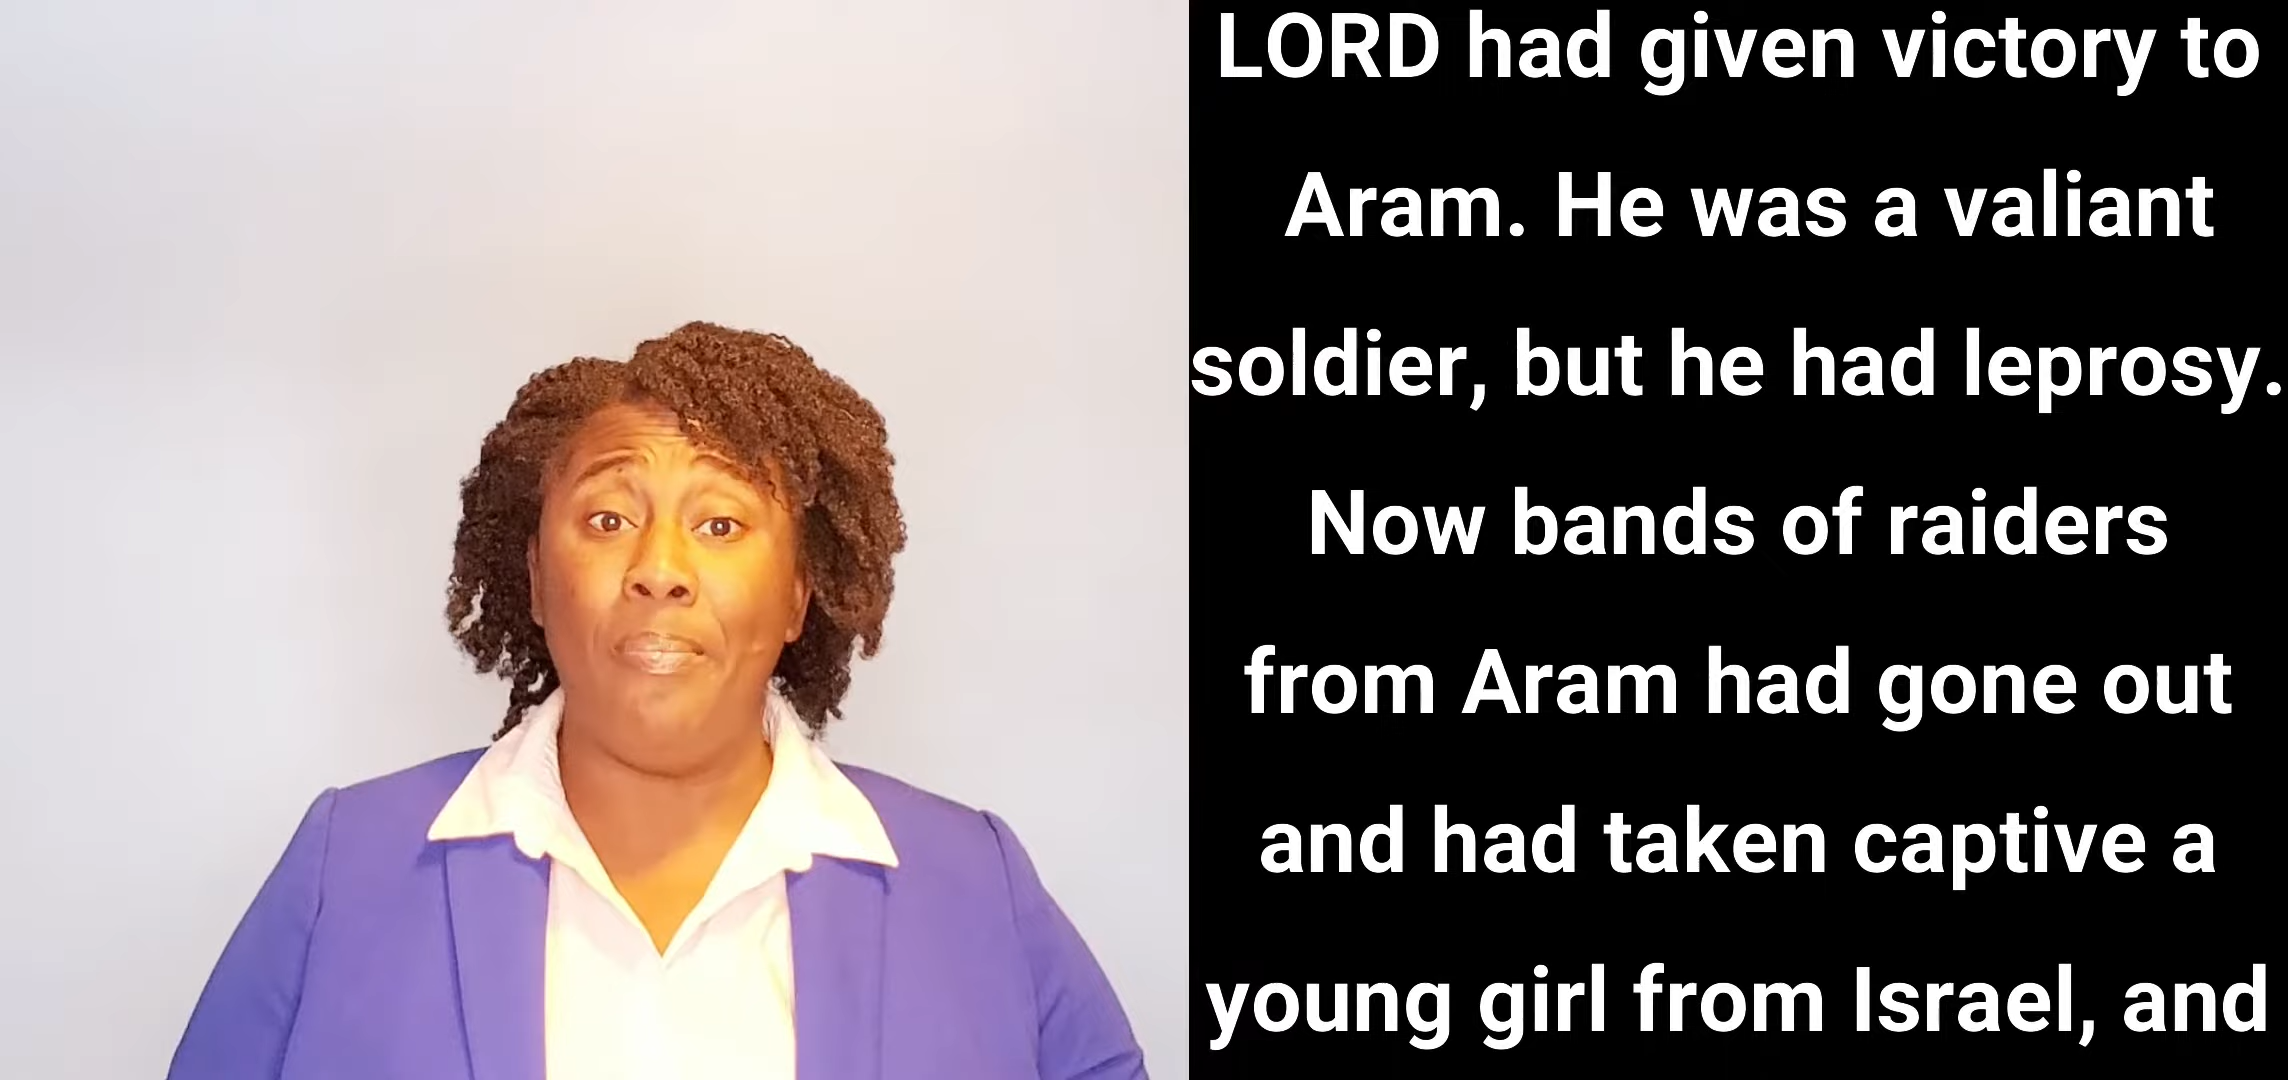 LORD had given victory to
Aram. He was a valiant
soldier, but he had leprosy.
Now bands of raiders
from Aram had gone out
and had taken captive a
young girl from Israel, and